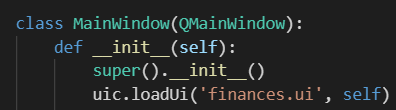 class MainWindow(QMainWindow):
    def __init__(self):
        super().__init__()
        uic.loadUi('finances.ui', self)